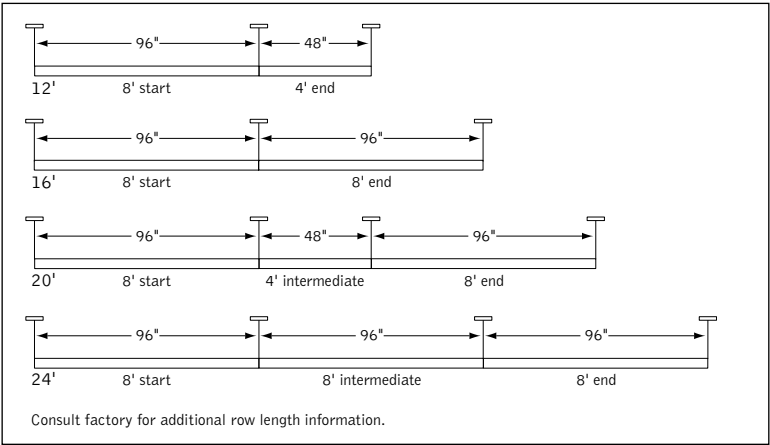 96" 48"
12' 8' start 4' end
96" 96"
16' 8' start 8' end
96" 48" 96"
20' 8' start 4' intermediate 8' end
96" 96" 96"
24' 8' start 8' intermediate 8' end
Consult factory for additional row length information.